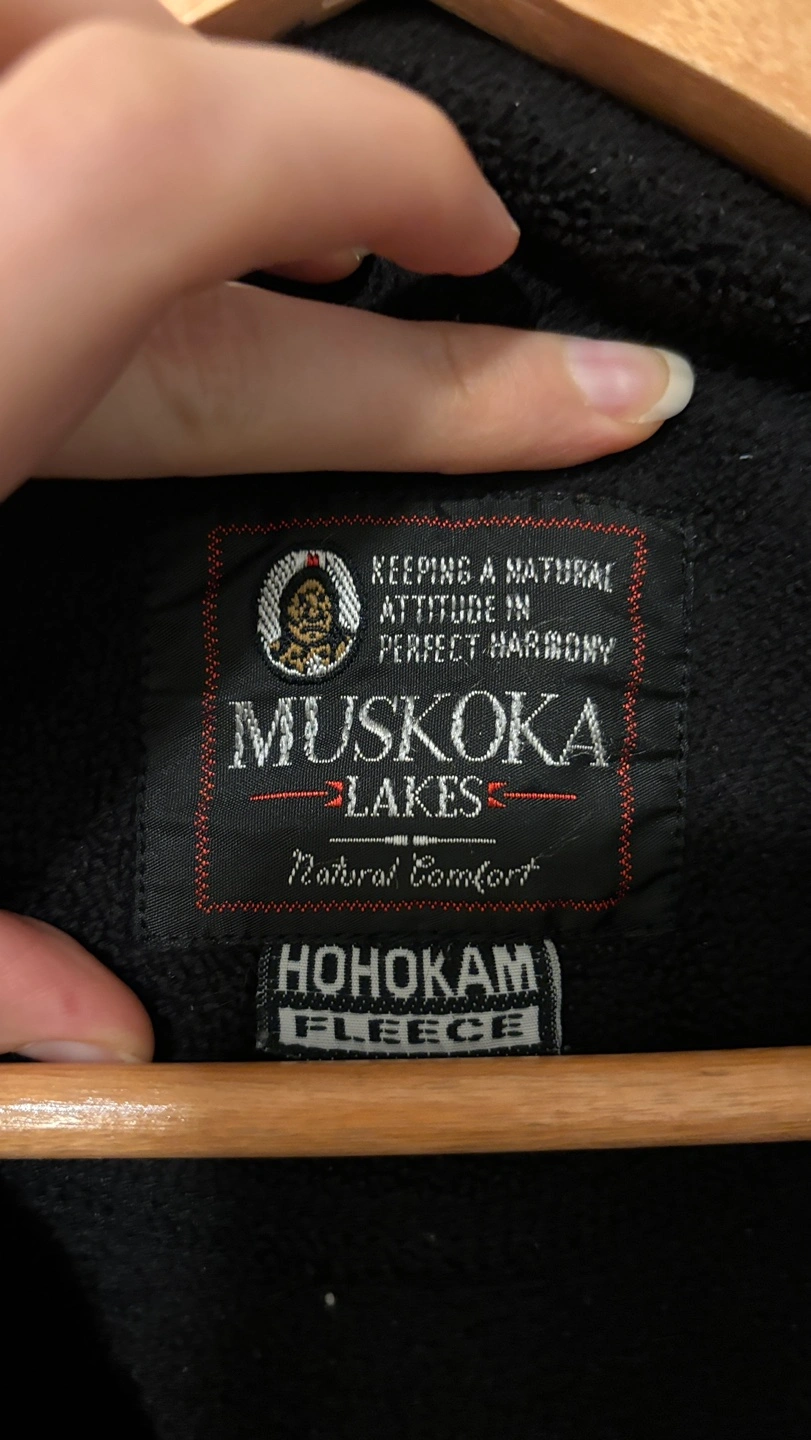 KEEPING A NATURAL
ATTITUDE IN
PERFECT HARMONY
MUSKOKA
LAKES
Natural Comfort
HOHOKAM
FLEECE